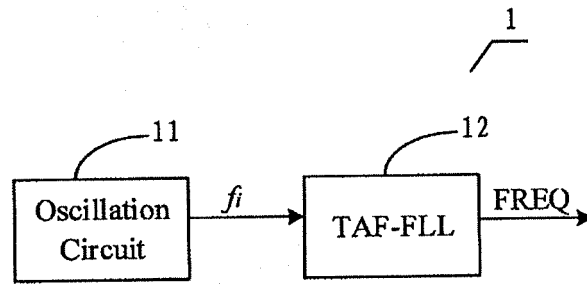 1
11
12
Oscillation
Circuit
fi
TAF-FLL
FREQ